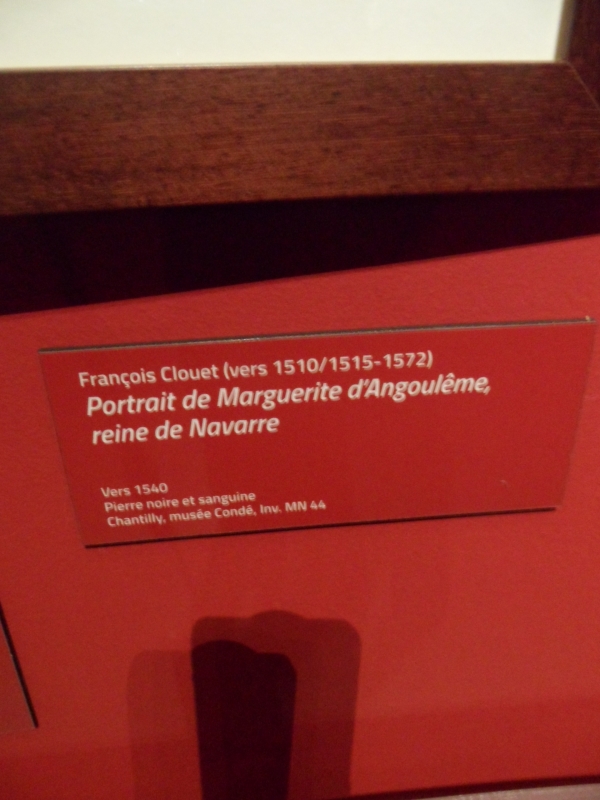 François Clouet (vers 1510/1515-1572)
Portrait de Marguerite d'Angoulême,
reine de Navarre
Vers 1540
Pierre noire et sanguine
Chantilly, musée Condé, Inv. MN 44